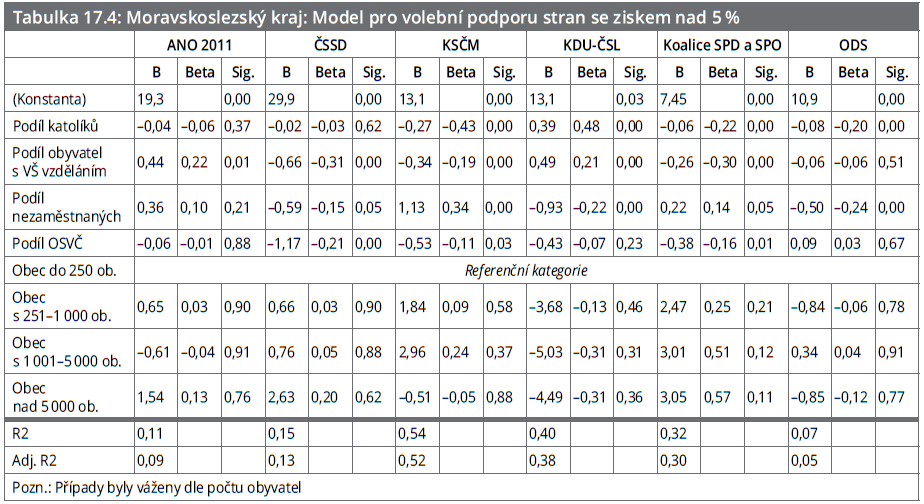 Tabulka 17.4: Moravskoslezský kraj: Model pro volební podporu stran se ziskem nad 5 %
ANO 2011 ČSSD KSČM KDU-ČSL Koalice SPD a SPO ODS
B Beta Sig. B Beta Sig. B Beta Sig. B Beta Sig. B Beta Sig. B Beta Sig.
(Konstanta) 19,3 0,00 29,9 0,00 13,1 0,00 13,1 0,03 7,45 0,00 10,9 0,00
Podíl katolíků –0,04 –0,06 0,37 –0,02 –0,03 0,62 –0,27 –0,43 0,00 0,39 0,48 0,00 –0,06 –0,22 0,00 –0,08 –0,20 0,00
Podíl obyvatel
s VŠ vzděláním 0,44 0,22 0,01 –0,66 –0,31 0,00 –0,34 –0,19 0,00 0,49 0,21 0,00 –0,26 –0,30 0,00 –0,06 –0,06 0,51
Podíl
nezaměstnaných 0,36 0,10 0,21 –0,59 –0,15 0,05 1,13 0,34 0,00 –0,93 –0,22 0,00 0,22 0,14 0,05 –0,50 –0,24 0,00
Podíl OSVČ –0,06 –0,01 0,88 –1,17 –0,21 0,00 –0,53 –0,11 0,03 –0,43 –0,07 0,23 –0,38 –0,16 0,01 0,09 0,03 0,67
Obec do 250 ob. Referenční kategorie
Obec
s 251–1 000 ob. 0,65 0,03 0,90 0,66 0,03 0,90 1,84 0,09 0,58 –3,68 –0,13 0,46 2,47 0,25 0,21 –0,84 –0,06 0,78
Obec
s 1 001–5 000 ob. –0,61 –0,04 0,91 0,76 0,05 0,88 2,96 0,24 0,37 –5,03 –0,31 0,31 3,01 0,51 0,12 0,34 0,04 0,91
Obec
nad 5 000 ob. 1,54 0,13 0,76 2,63 0,20 0,62 –0,51 –0,05 0,88 –4,49 –0,31 0,36 3,05 0,57 0,11 –0,85 –0,12 0,77
R2 0,11 0,15 0,54 0,40 0,32 0,07
Adj. R2 0,09 0,13 0,52 0,38 0,30 0,05
Pozn.: Případy byly váženy dle počtu obyvatel